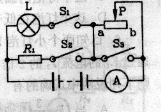 L S₁ P
a b
R₁ S₂ S₃
A